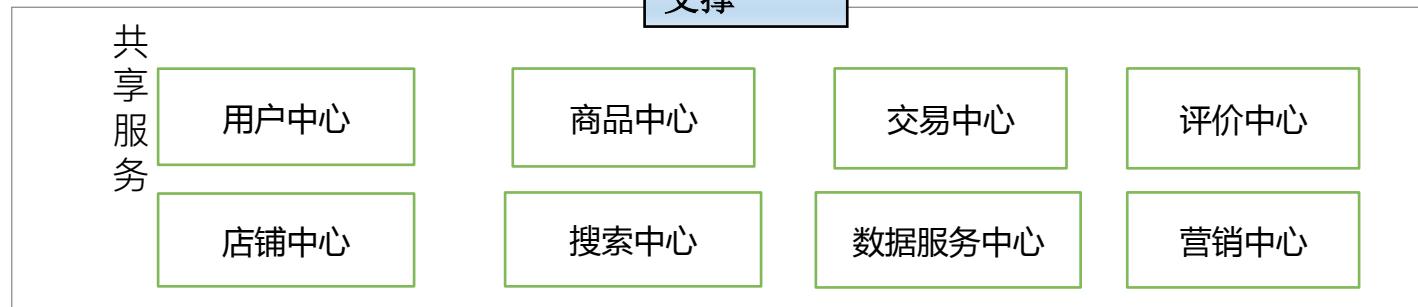 支撑
共享服务
用户中心
商品中心
交易中心
评价中心
店铺中心
搜索中心
数据服务中心
营销中心